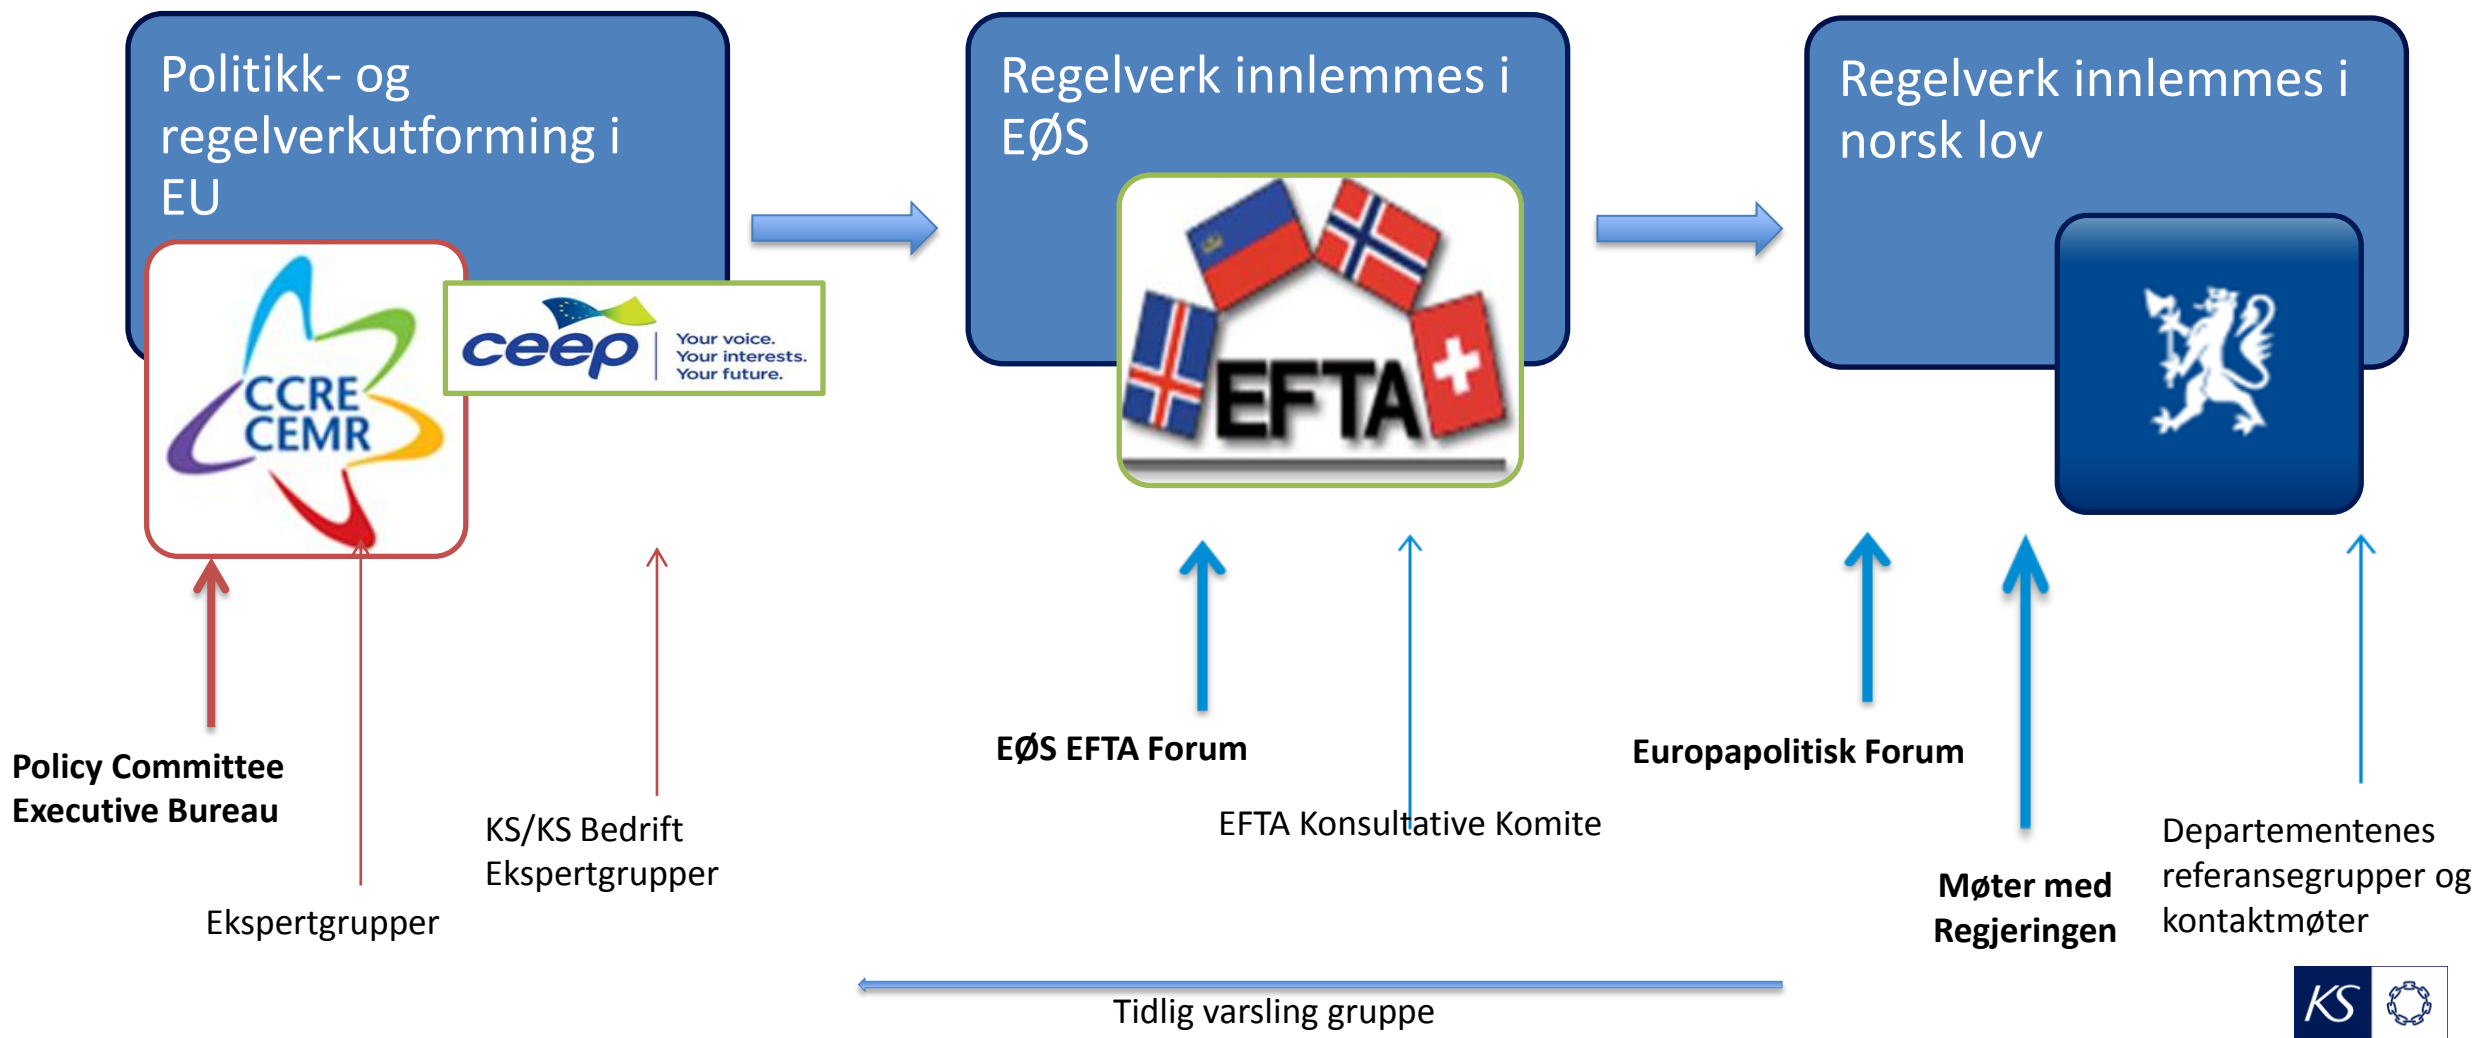 Politikk- og
regelverkutforming i
EU
Regelverk innlemmes i
EØS
Regelverk innlemmes i
norsk lov
CCRE
CEMR
ceep
Your voice.
Your interests.
Your future.
EFTA
Policy Committee
Executive Bureau
Ekspertgrupper
KS/KS Bedrift
Ekspertgrupper
EØS EFTA Forum
EFTA Konsultative Komite
Europapolitisk Forum
Møter med
Regjeringen
Departementenes
referansegrupper og
kontaktmøter
Tidlig varsling gruppe
KS